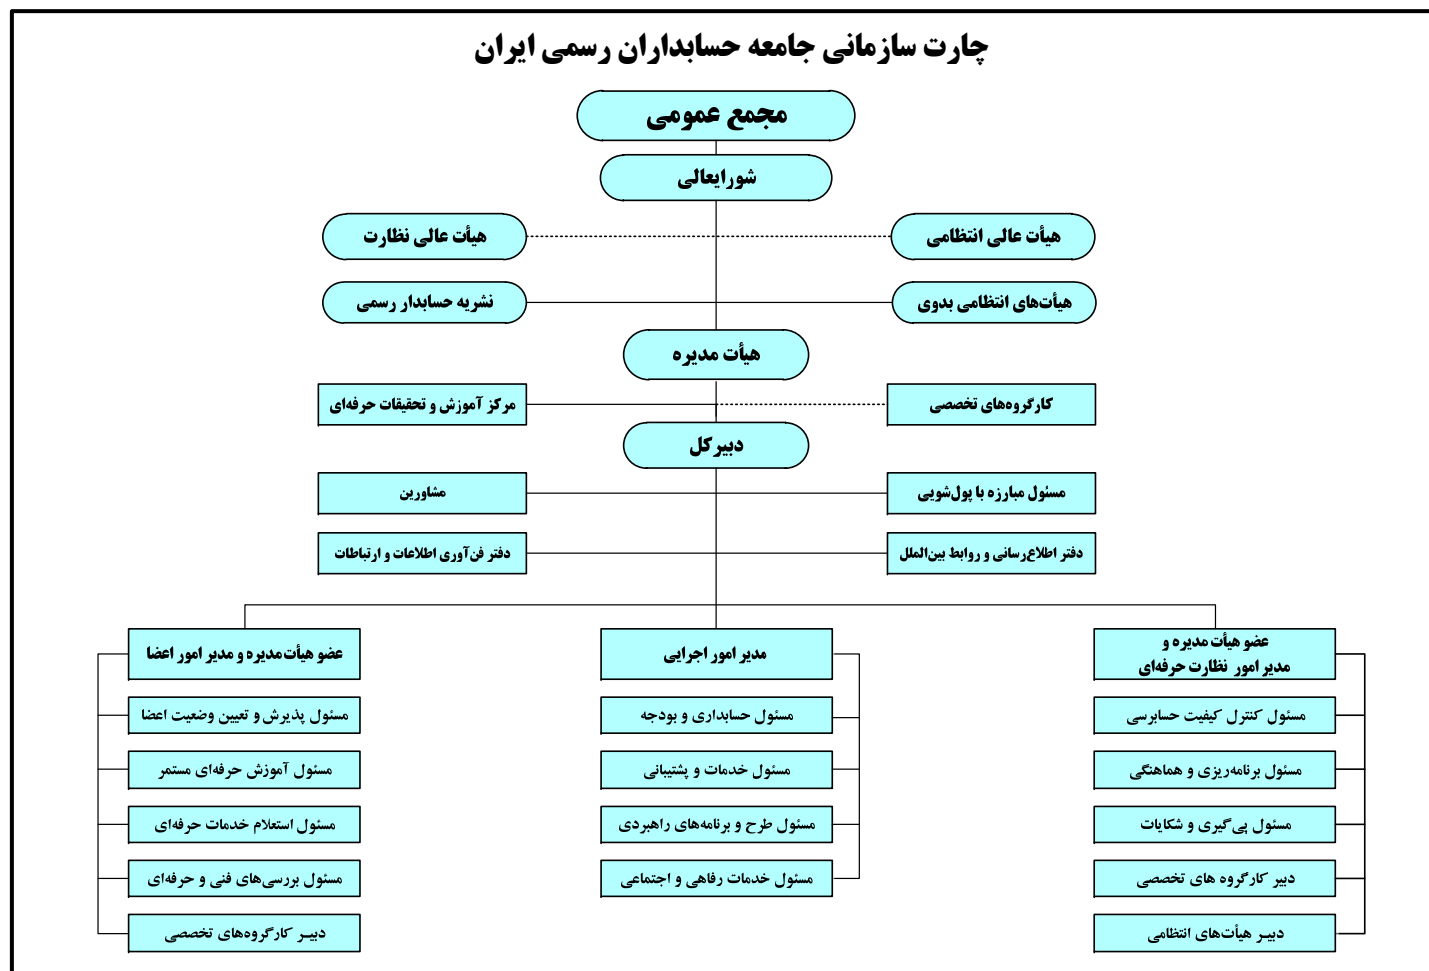 چارت سازمانی جامعه حسابداران رسمی ایران
مجمع عمومی
شورایعالی
هیأت عالی انتظامی
هیأت عالی نظارت
هیأت‌های انتظامی بدوی
نشریه حسابدار رسمی
هیأت مدیره
کارگروه‌های تخصصی
مرکز آموزش و تحقیقات حرفه‌ای
دبیرکل
مسئول مبارزه با پول‌شویی
مشاورین
دفتر اطلاع‌رسانی و روابط بین‌الملل
دفتر فن‌آوری اطلاعات و ارتباطات
عضو هیأت مدیره و
مدیر امور نظارت حرفه‌ای
مسئول کنترل کیفیت حسابرسی
مسئول برنامه‌ریزی و هماهنگی
مسئول پی‌گیری و شکایات
دبیر کارگروه های تخصصی
دبیـر هیأت‌های انتظامی
مدیر امور اجرایی
مسئول حسابداری و بودجه
مسئول خدمات و پشتیبانی
مسئول طرح و برنامه‌های راهبردی
مسئول خدمات رفاهی و اجتماعی
عضو هیأت‌مدیره و مدیر امور اعضا
مسئول پذیرش و تعیین وضعیت اعضا
مسئول آموزش حرفه‌ای مستمر
مسئول استعلام خدمات حرفه‌ای
مسئول بررسی‌های فنی و حرفه‌ای
دبیـر کارگروه‌های تخصصی